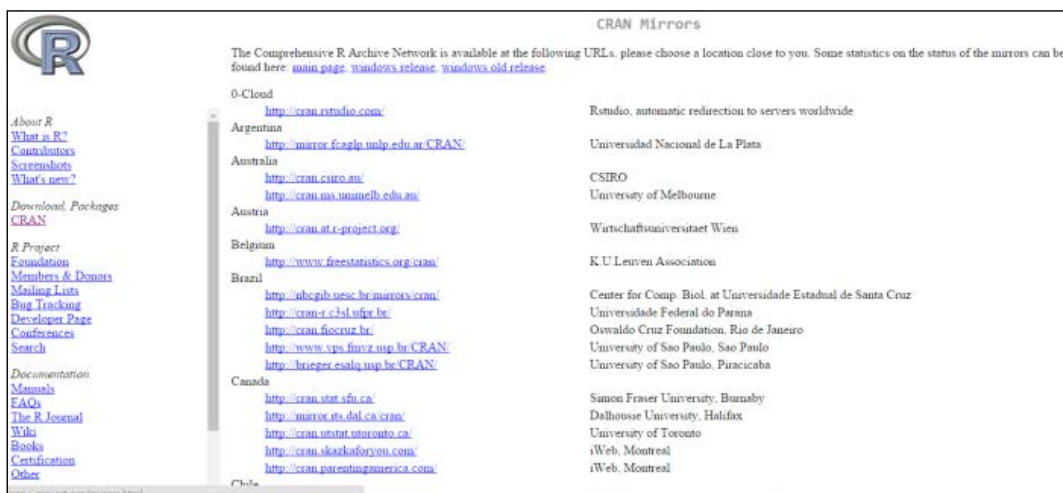 R
About R
What is R?
Contributors
Screenshots
What's new?
Download, Packages
CRAN
R Project
Foundation
Members & Donors
Mailing Lists
Bug Tracking
Developer Page
Conferences
Search
Documentation
Manuals
FAQs
The R Journal
Wiki
Books
Certification
Other
CRAN Mirrors
The Comprehensive R Archive Network is available at the following URLs, please choose a location close to you. Some statistics on the status of the mirrors can be
found here: main page, windows release, windows old release.
0-Cloud
http://cran.rstudio.com/ Rstudio, automatic redirection to servers worldwide
Argentina
http://mirror.fcaglp.unlp.edu.ar/CRAN/ Universidad Nacional de La Plata
Australia
http://cran.csiro.au/ CSIRO
http://cran.ms.unimelb.edu.au/ University of Melbourne
Austria
http://cran.at.r-project.org/ Wirtschaftsuniversitaet Wien
Belgium
http://www.freestatistics.org/cran/ K.U.Leuven Association
Brazil
http://nbcgib.uesc.br/mirrors/cran/ Center for Comp. Biol. at Universidade Estadual de Santa Cruz
http://cran-r.c3sl.ufpr.br/ Universidade Federal do Parana
http://cran.fiocruz.br/ Oswaldo Cruz Foundation, Rio de Janeiro
http://www.vps.fmvz.usp.br/CRAN/ University of Sao Paulo, Sao Paulo
http://brieger.esalq.usp.br/CRAN/ University of Sao Paulo, Piracicaba
Canada
http://cran.stat.sfu.ca/ Simon Fraser University, Burnaby
http://mirror.its.dal.ca/cran/ Dalhousie University, Halifax
http://cran.utstat.utoronto.ca/ University of Toronto
http://cran.skazkaforyou.com/ iWeb, Montreal
http://cran.parentingamerica.com/ iWeb, Montreal
Chile